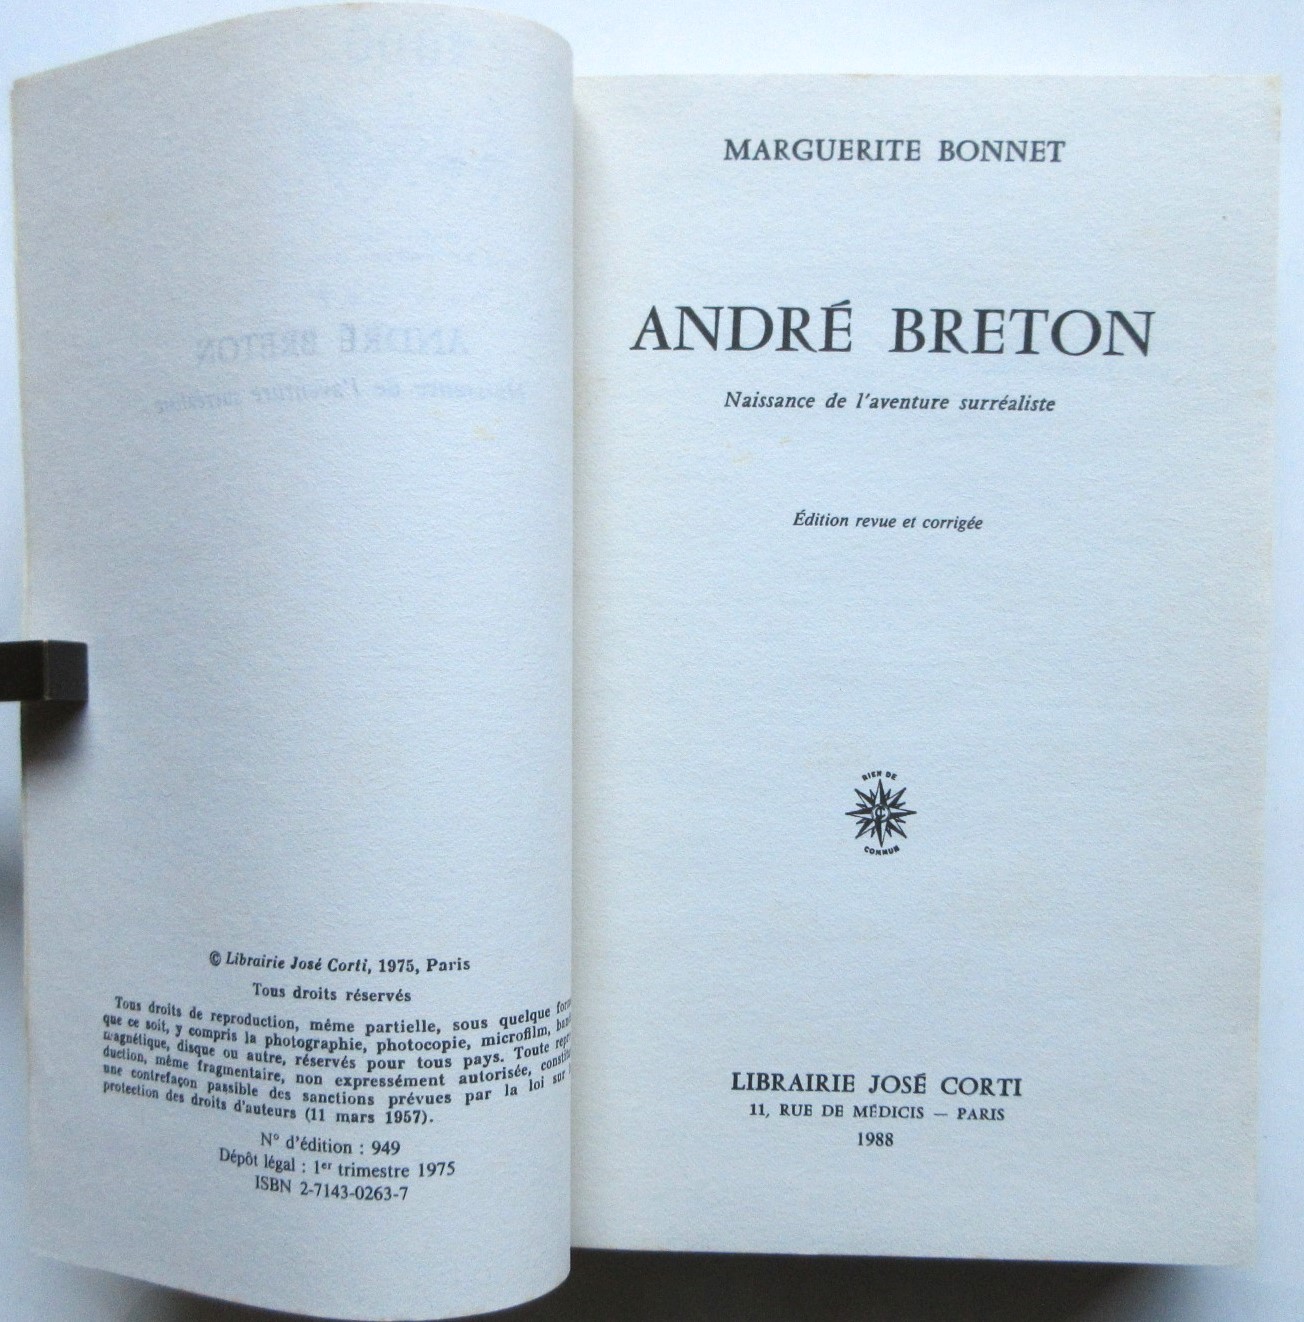 © Librairie José Corti, 1975, Paris
Tous droits réservés
Tous droits de reproduction, même partielle, sous quelque
que ce soit, y compris la photographie, photocopie, microfilm,
magnétique, disque ou autre, réservés pour tous pays. Toute
duction, même fragmentaire, non expressément autorisée,
une contrefaçon passible des sanctions prévues par la loi sur
protection des droits d'auteurs (11 mars 1957).
N° d'édition : 949
Dépôt légal : 1er trimestre 1975
ISBN 2-7143-0263-7
MARGUERITE BONNET
ANDRÉ BRETON
Naissance de l'aventure surréaliste
Édition revue et corrigée
RIEN DE
COMMUN
LIBRAIRIE JOSÉ CORTI
11, RUE DE MÉDICIS — PARIS
1988